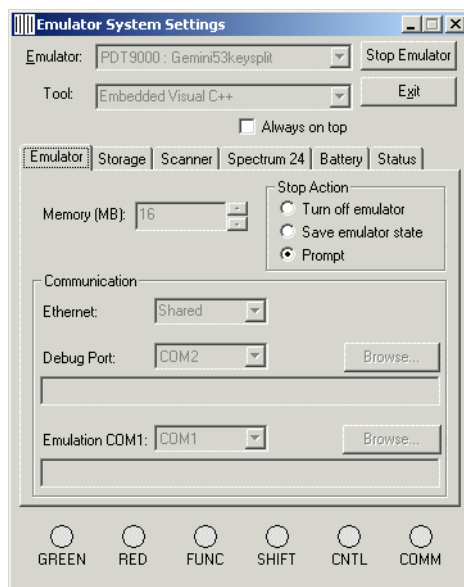 Emulator System Settings
Emulator: PDT9000 : Gemini53keysplit Stop Emulator
Tool: Embedded Visual C++ Exit
Always on top
Emulator Storage Scanner Spectrum 24 Battery Status
Stop Action
Memory (MB): 16 Turn off emulator
Save emulator state
Prompt
Communication
Ethernet: Shared
Debug Port: COM2 Browse...
Emulation COM1: COM1 Browse...
GREEN RED FUNC SHIFT CNTL COMM